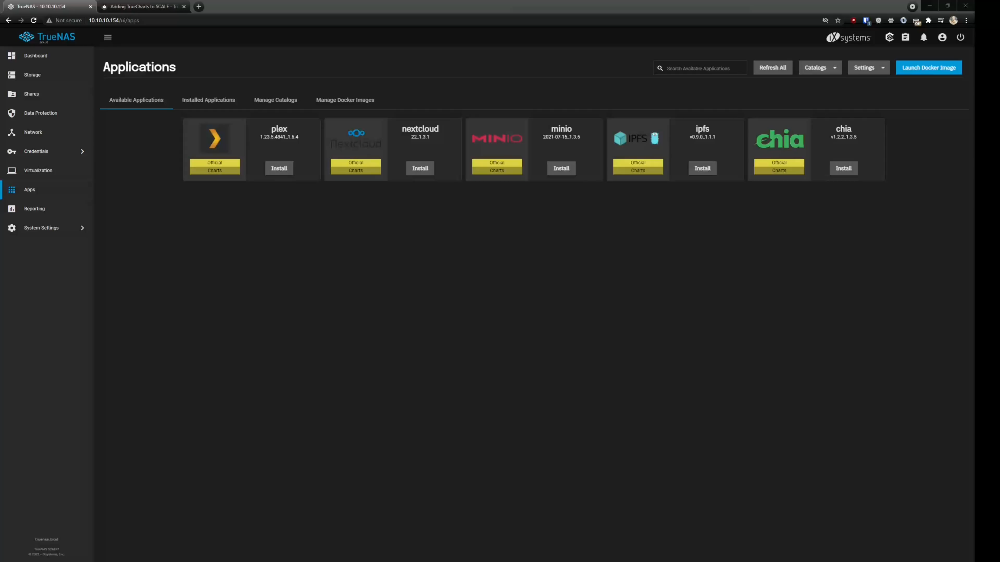 TrueNAS - 10.10.10.154
Adding TrueCharts to SCALE - Tr
Not secure
10.10.10.154/ui/apps
1
Off
TrueNAS
SCALE
iXsystems
Dashboard
Storage
Shares
Data Protection
Network
Credentials
Virtualization
Apps
Reporting
System Settings
Applications
Search Available Applications
Refresh All
Catalogs
Settings
Launch Docker Image
Available Applications
Installed Applications
Manage Catalogs
Manage Docker Images
plex
1.23.5.4841_1.6.4
Official
Charts
Install
Nextcloud
nextcloud
22_1.3.1
Official
Charts
Install
MINIO
minio
2021-07-15_1.3.5
Official
Charts
Install
IPFS
ipfs
v0.9.0_1.1.1
Official
Charts
Install
chia
chia
v1.2.2_1.3.5
Official
Charts
Install
truenas.local
TrueNAS SCALE®
© 2021 - iXsystems, Inc.